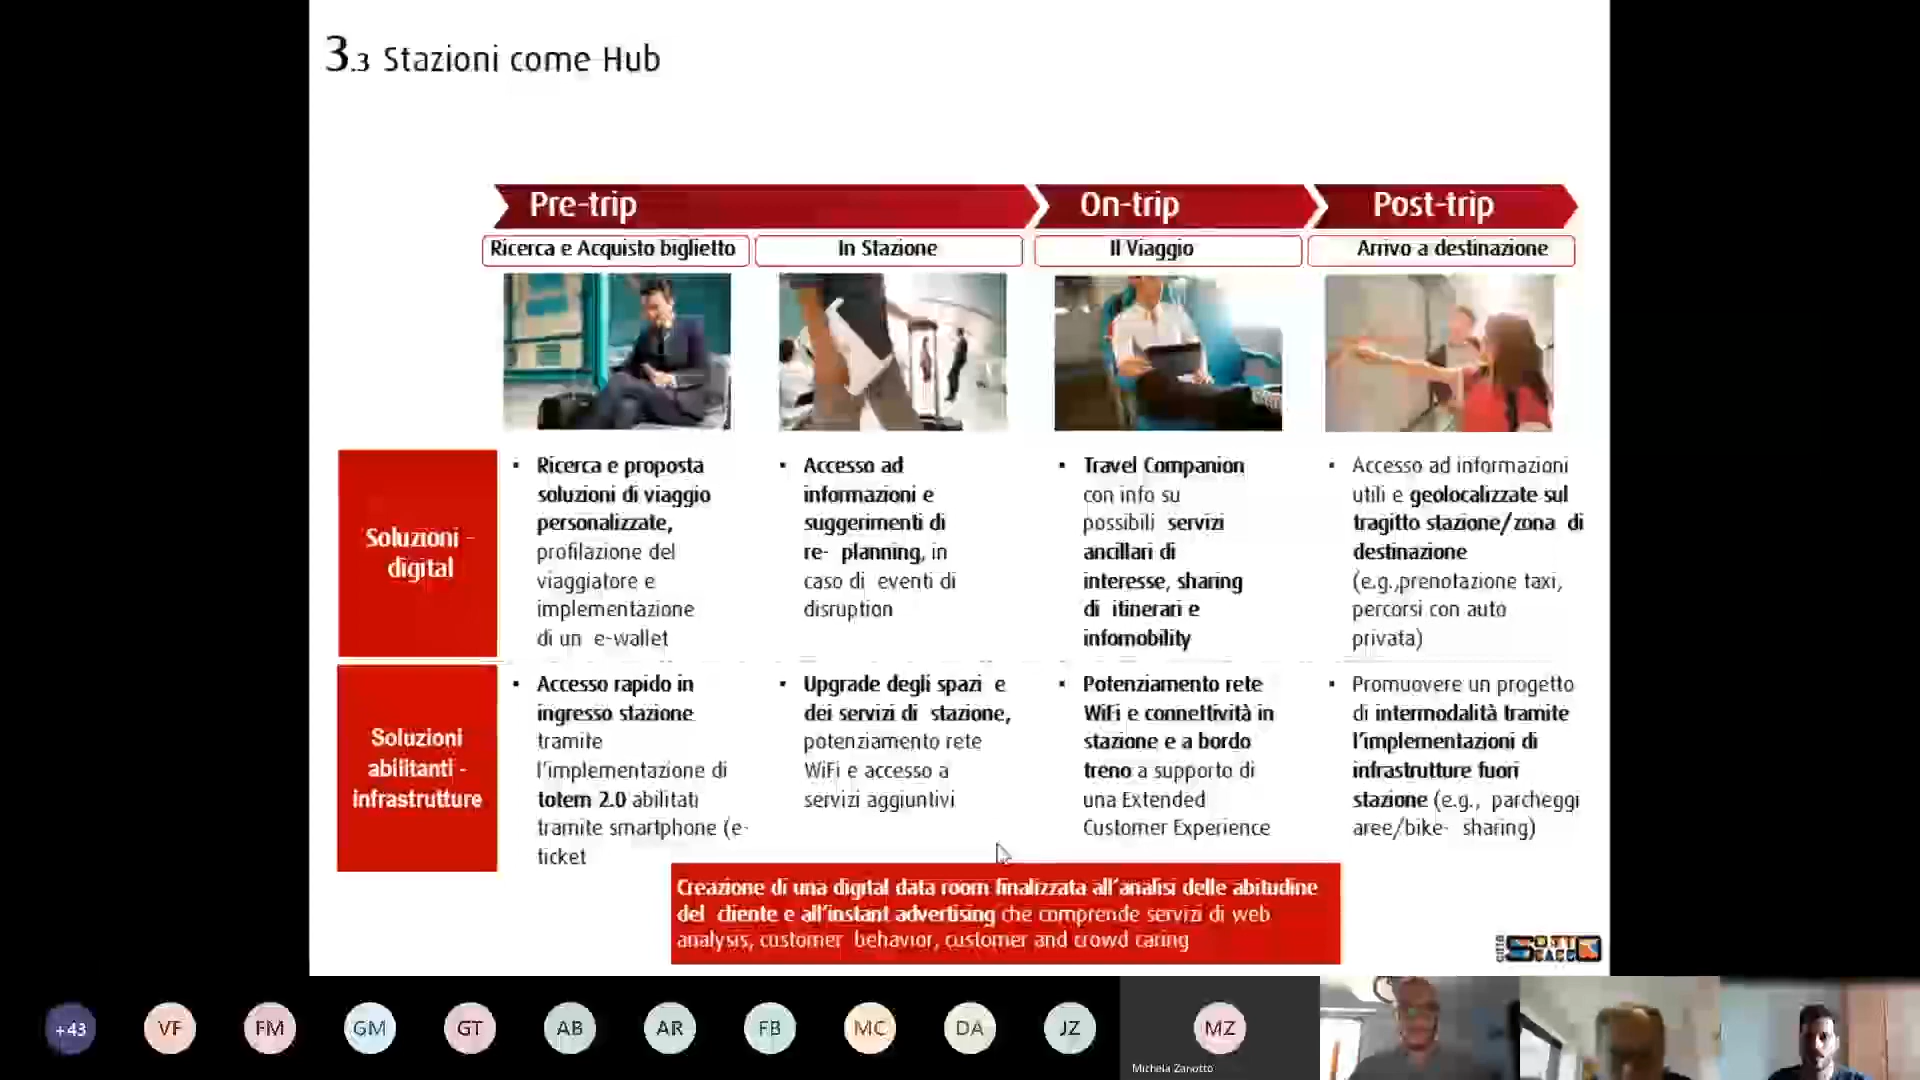 3.3 Stazioni come Hub
Pre-trip
On-trip
Post-trip
Ricerca e Acquisto biglietto
In Stazione
Il Viaggio
Arrivo a destinazione
Soluzioni -
digital
▪ Ricerca e proposta
soluzioni di viaggio
personalizzate,
profilazione del
viaggiatore e
implementazione
di un e-wallet
▪ Accesso ad
informazioni e
suggerimenti di
re- planning, in
caso di eventi di
disruption
▪ Travel Companion
con info su
possibili servizi
ancillari di
interesse, sharing
di itinerari e
infomobility
▪ Accesso ad informazioni
utili e geolocalizzate sul
tragitto stazione/zona di
destinazione
(e.g.,prenotazione taxi,
percorsi con auto
privata)
Soluzioni
abilitanti -
infrastrutture
▪ Accesso rapido in
ingresso stazione
tramite
l'implementazione di
totem 2.0 abilitati
tramite smartphone (e-
ticket
▪ Upgrade degli spazi e
dei servizi di stazione,
potenziamento rete
WiFi e accesso a
servizi aggiuntivi
▪ Potenziamento rete
WiFi e connettività in
stazione e a bordo
treno a supporto di
una Extended
Customer Experience
▪ Promuovere un progetto
di intermodalità tramite
l'implementazioni di
infrastrutture fuori
stazione (e.g., parcheggi
aree/bike- sharing)
Creazione di una digital data room finalizzata all'analisi delle abitudine
del cliente e all'instant advertising che comprende servizi di web
analysis, customer behavior, customer and crowd caring
+43
VF
FM
GM
GT
AB
AR
FB
MC
DA
JZ
MZ
Michela Zanotto